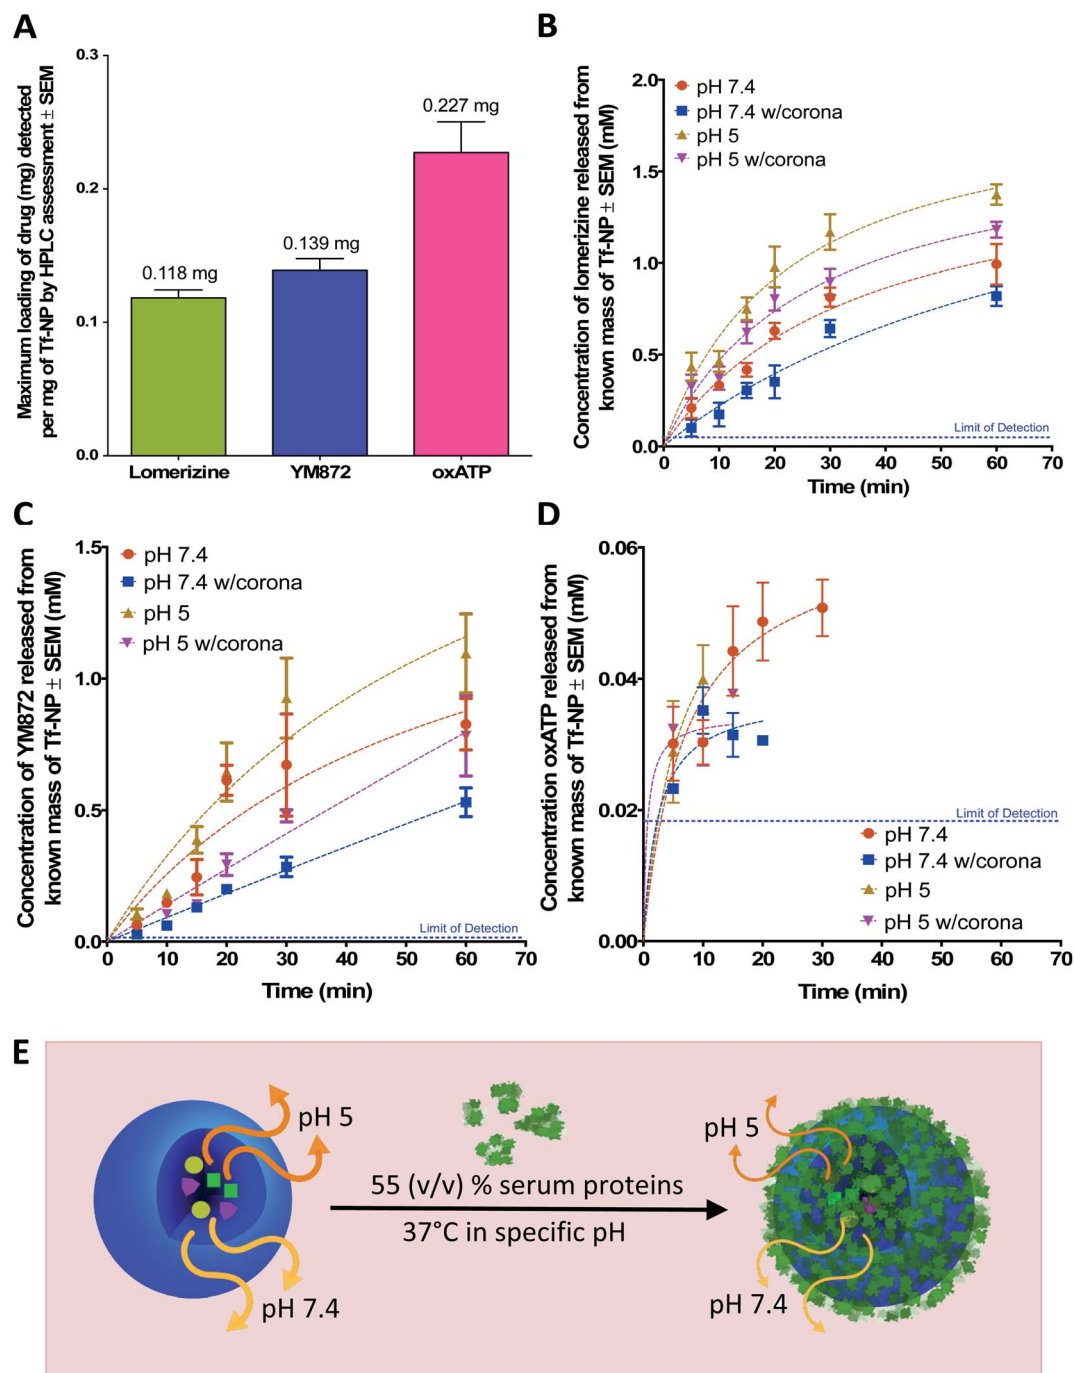 A
Maximum loading of drug (mg) detected
per mg of Tf-NP by HPLC assessment ± SEM
0.3
0.2
0.1
0.0
0.118 mg
0.139 mg
0.227 mg
Lomerizine
YM872
oxATP
B
Concentration of lomerizine released from
known mass of Tf-NP ± SEM (mM)
2.0
1.5
1.0
0.5
0.0
pH 7.4
pH 7.4 w/corona
pH 5
pH 5 w/corona
Limit of Detection
0 10 20 30 40 50 60 70
Time (min)
C
Concentration of YM872 released from
known mass of Tf-NP ± SEM (mM)
1.5
1.0
0.5
0.0
pH 7.4
pH 7.4 w/corona
pH 5
pH 5 w/corona
Limit of Detection
0 10 20 30 40 50 60 70
Time (min)
D
Concentration oxATP released from
known mass of Tf-NP ± SEM (mM)
0.06
0.04
0.02
0.00
Limit of Detection
pH 7.4
pH 7.4 w/corona
pH 5
pH 5 w/corona
0 10 20 30 40 50 60 70
Time (min)
E
pH 5
pH 7.4
55 (v/v) % serum proteins
37°C in specific pH
pH 5
pH 7.4